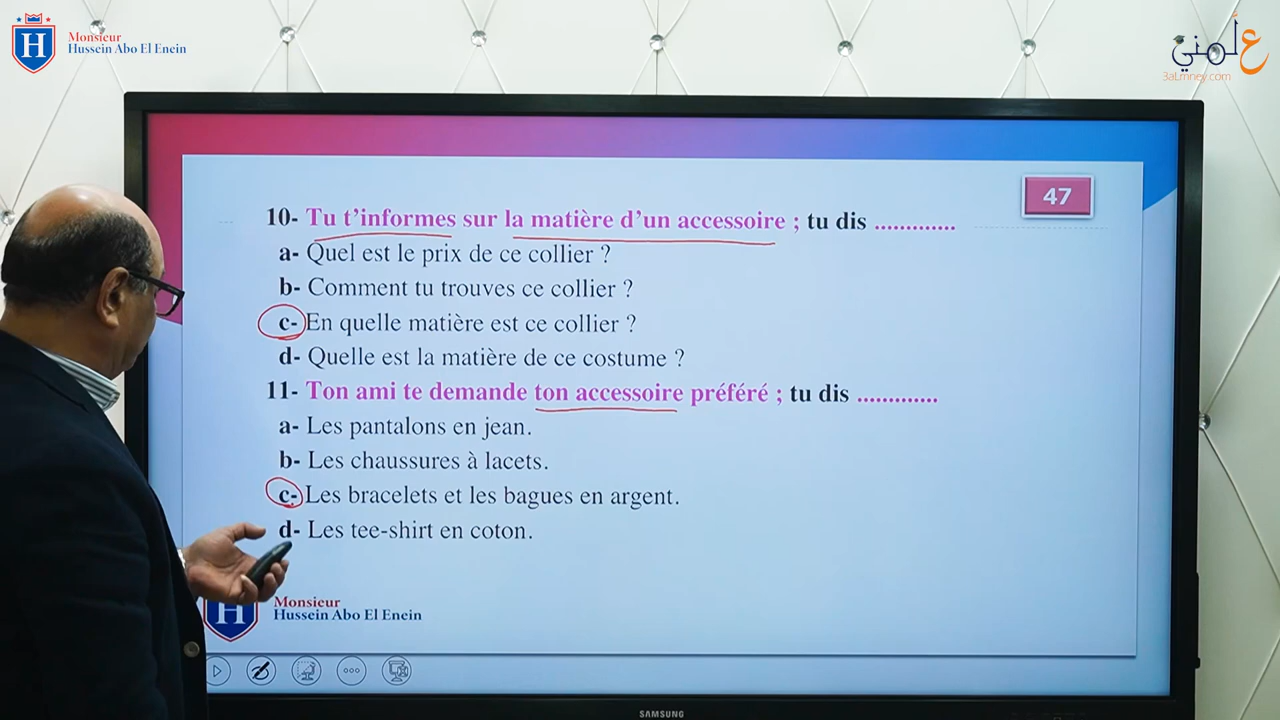 H
Monsieur
Hussein Abo El Enein
علمني
3aLmney.com
47
10- Tu t’informes sur la matière d’un accessoire ; tu dis .............
a- Quel est le prix de ce collier ?
b- Comment tu trouves ce collier ?
c- En quelle matière est ce collier ?
d- Quelle est la matière de ce costume ?
11- Ton ami te demande ton accessoire préféré ; tu dis .............
a- Les pantalons en jean.
b- Les chaussures à lacets.
c- Les bracelets et les bagues en argent.
d- Les tee-shirt en coton.
H
Monsieur
Hussein Abo El Enein
SAMSUNG